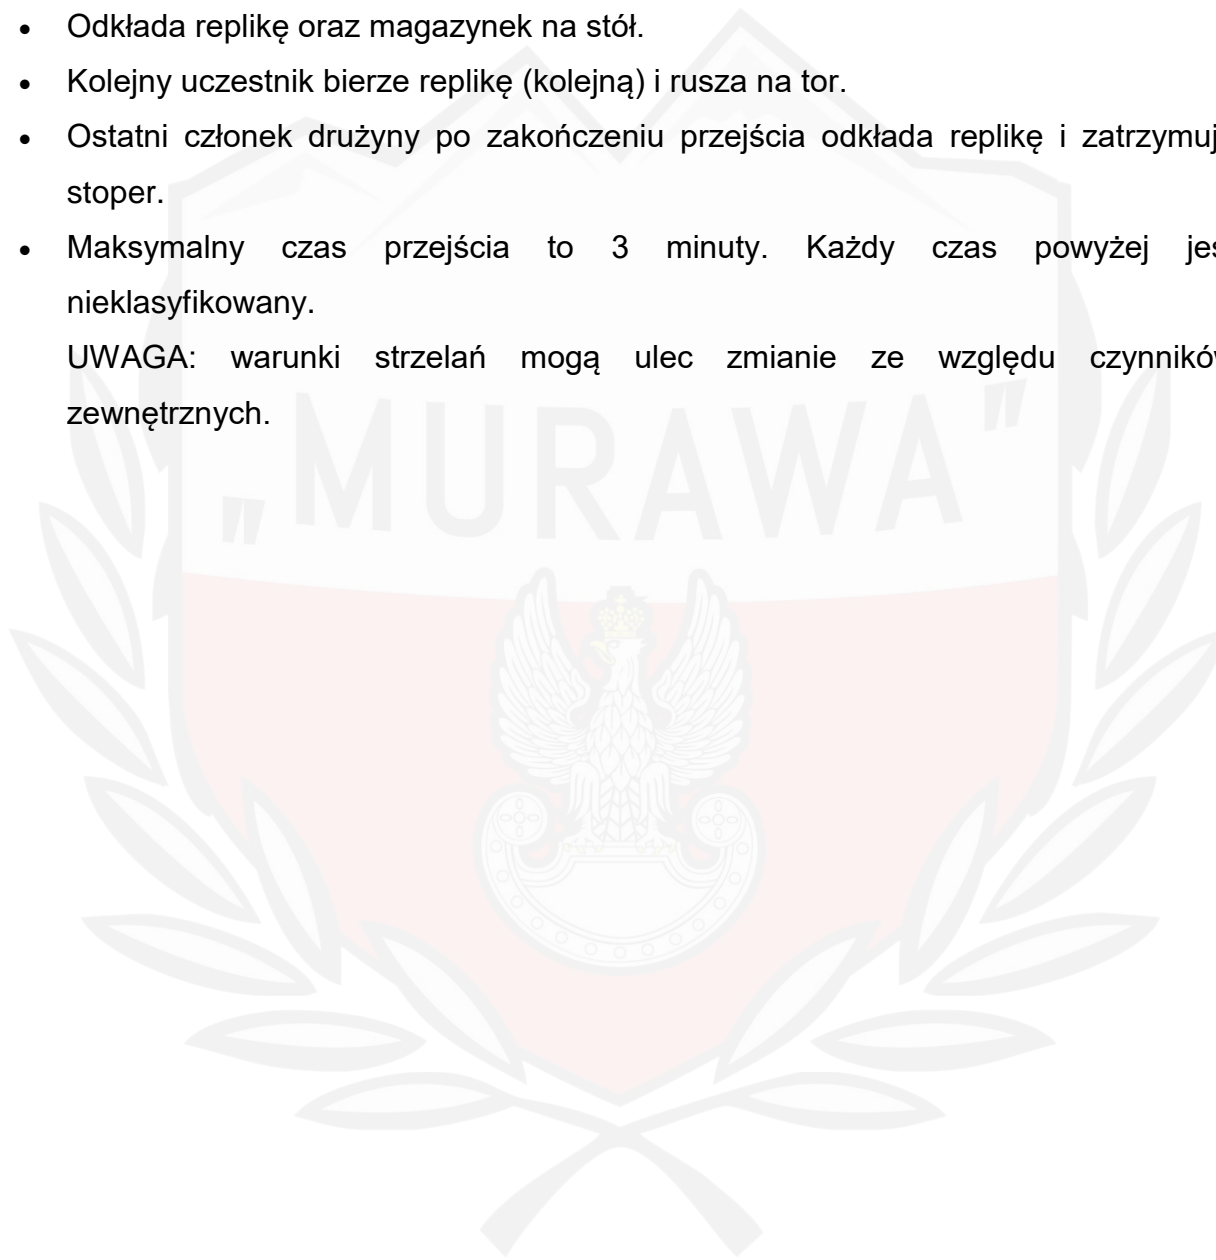 • Odkłada replikę oraz magazynek na stół.
• Kolejny uczestnik bierze replikę (kolejną) i rusza na tor.
• Ostatni członek drużyny po zakończeniu przejścia odkłada replikę i zatrzymuj
stoper.
• Maksymalny czas przejścia to 3 minuty. Każdy czas powyżej jes
nieklasyfikowany.
UWAGA: warunki strzelań mogą ulec zmianie ze względu czynników
zewnętrznych.
„MURAWA"